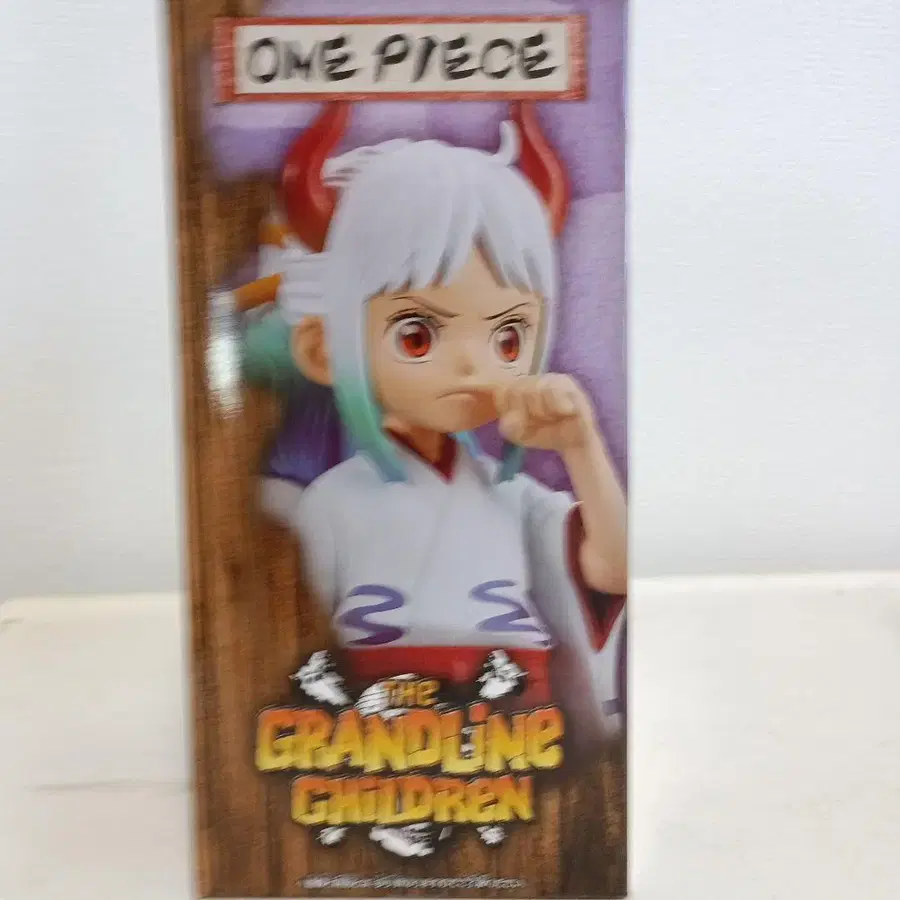 ONE PIECE
THE
GRANDLINE
CHILDREN